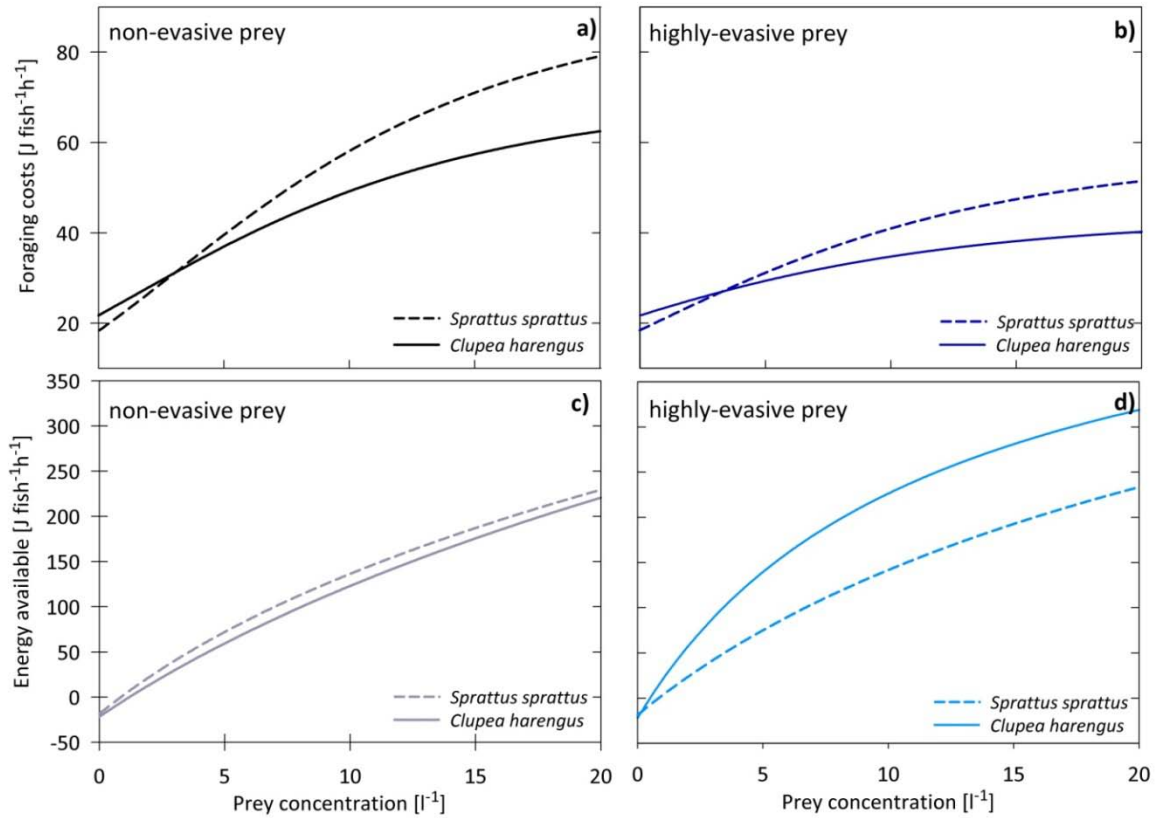 non-evasive prey
a)
80
60
40
20
Foraging costs [J fish⁻¹h⁻¹]
Sprattus sprattus
Clupea harengus
highly-evasive prey
b)
Sprattus sprattus
Clupea harengus
non-evasive prey
c)
350
300
250
200
150
100
50
0
-50
Energy available [J fish⁻¹h⁻¹]
Sprattus sprattus
Clupea harengus
0 5 10 15 20
Prey concentration [l⁻¹]
highly-evasive prey
d)
Sprattus sprattus
Clupea harengus
0 5 10 15 20
Prey concentration [l⁻¹]